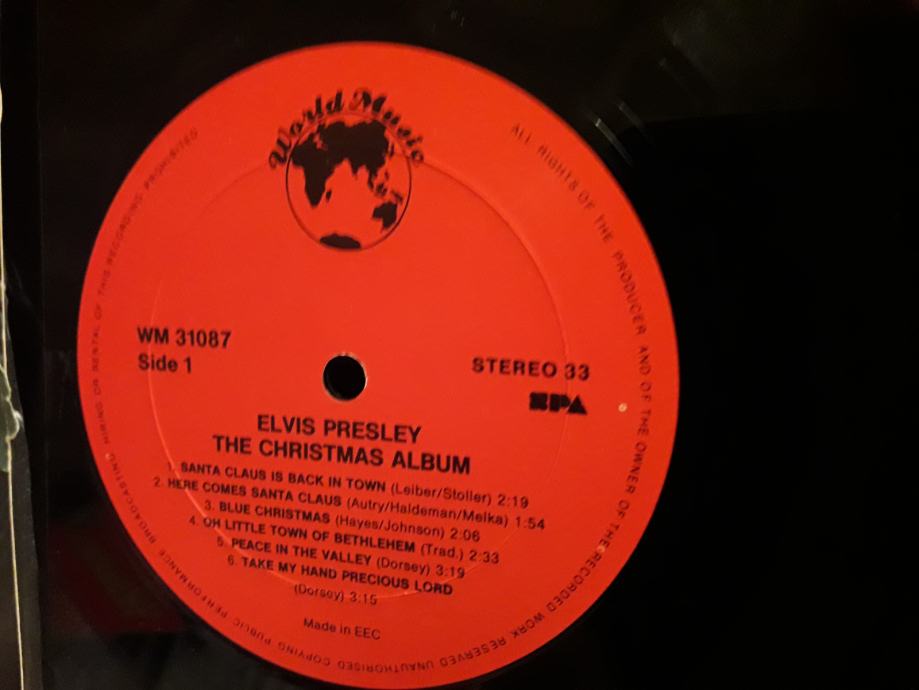 World Music
WM 31087
Side 1
STEREO 33
SPA
ELVIS PRESLEY
THE CHRISTMAS ALBUM
1. SANTA CLAUS IS BACK IN TOWN (Leiber/Stoller) 2:19
2. HERE COMES SANTA CLAUS (Autry/Haldeman/Melka) 1:54
3. BLUE CHRISTMAS (Hayes/Johnson) 2:06
4. OH LITTLE TOWN OF BETHLEHEM (Trad.) 2:33
5. PEACE IN THE VALLEY (Dorsey) 3:19
6. TAKE MY HAND PRECIOUS LORD
(Dorsey) 3:15
Made in EEC
ALL RIGHTS OF THE PRODUCER AND OF THE OWNER OF THE RECORDED WORK RESERVED UNAUTHORISED COPYING PUBLIC PERFORMANCE BROADCASTING HIRING OR RENTAL OF THIS RECORDING PROHIBITED